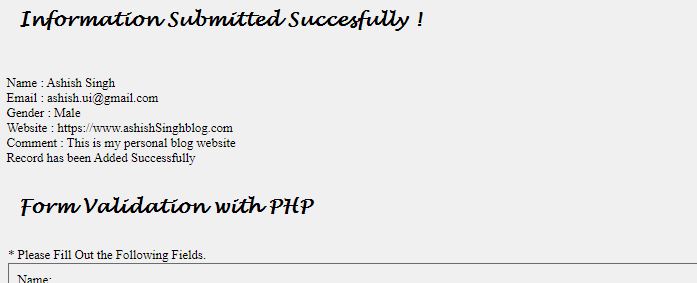 Information Submitted Succesfully !
Name : Ashish Singh
Email : ashish.ui@gmail.com
Gender : Male
Website : https://www.ashishSinghblog.com
Comment : This is my personal blog website
Record has been Added Successfully
Form Validation with PHP
* Please Fill Out the Following Fields.
Name: